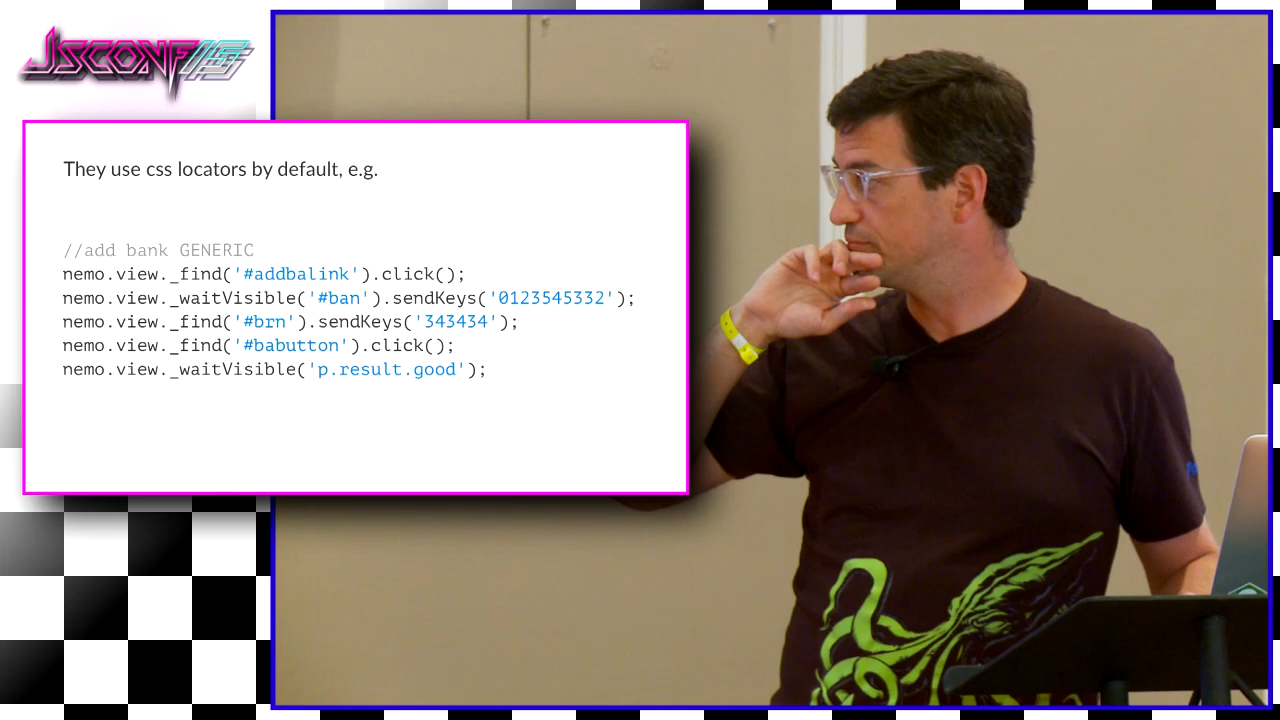 JSCONF15
They use css locators by default, e.g.
//add bank GENERIC
nemo.view._find('#addbalink').click();
nemo.view._waitVisible('#ban').sendKeys('0123545332');
nemo.view._find('#brn').sendKeys('343434');
nemo.view._find('#babutton').click();
nemo.view._waitVisible('p.result.good');